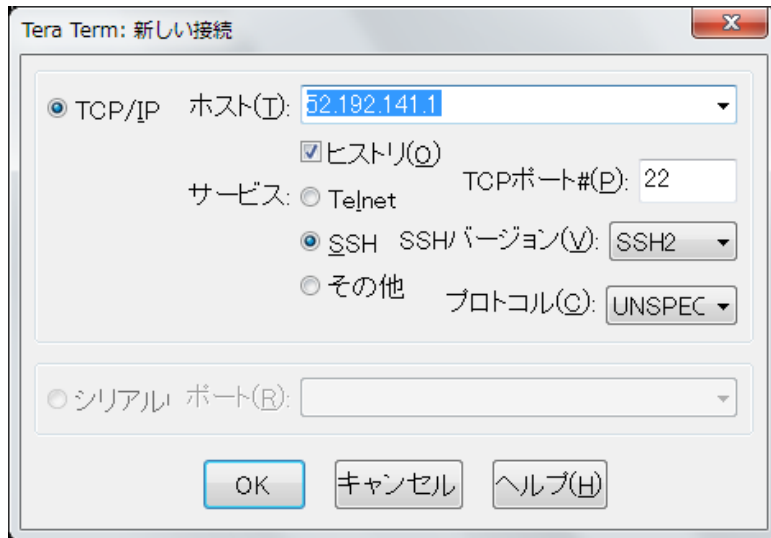 Tera Term: 新しい接続
TCP/IP ホスト(T): 52.192.141.1
ヒストリ(O)
サービス: Telnet TCPポート#(P): 22
SSH SSHバージョン(V): SSH2
その他 プロトコル(C): UNSPEC
シリアル ポート(R):
OK キャンセル ヘルプ(H)